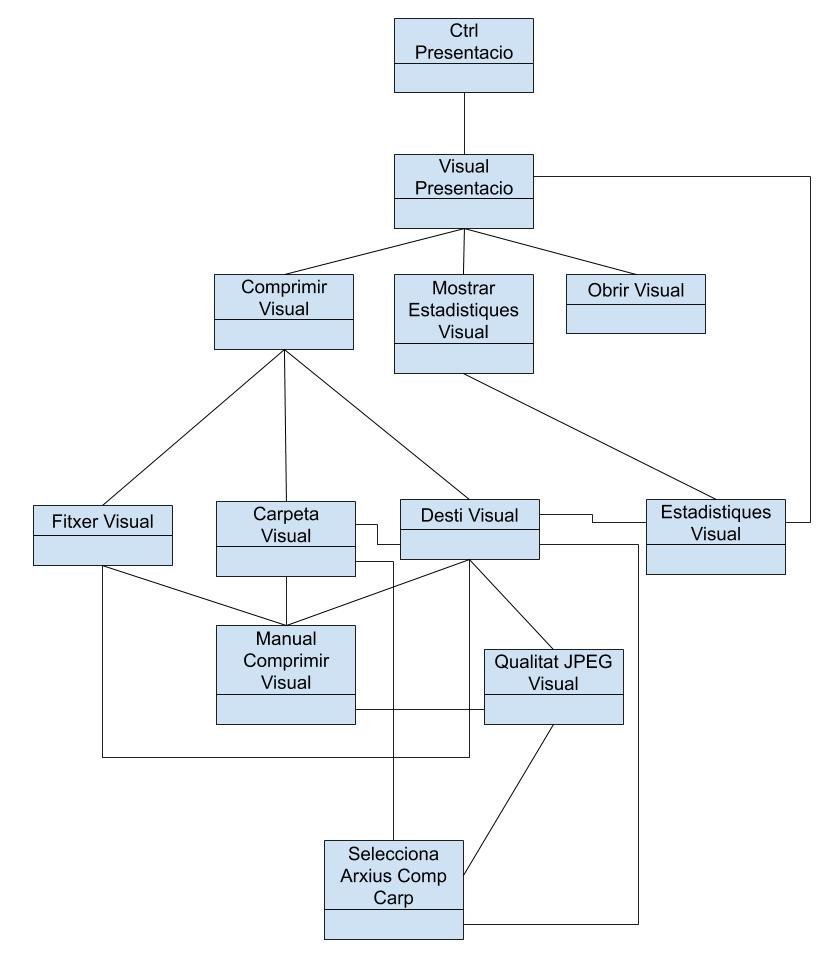 Ctrl
Presentacio
Visual
Presentacio
Comprimir
Visual
Mostrar
Estadistiques
Visual
Obrir Visual
Fitxer Visual
Carpeta
Visual
Desti Visual
Estadistiques
Visual
Manual
Comprimir
Visual
Qualitat JPEG
Visual
Selecciona
Arxius Comp
Carp